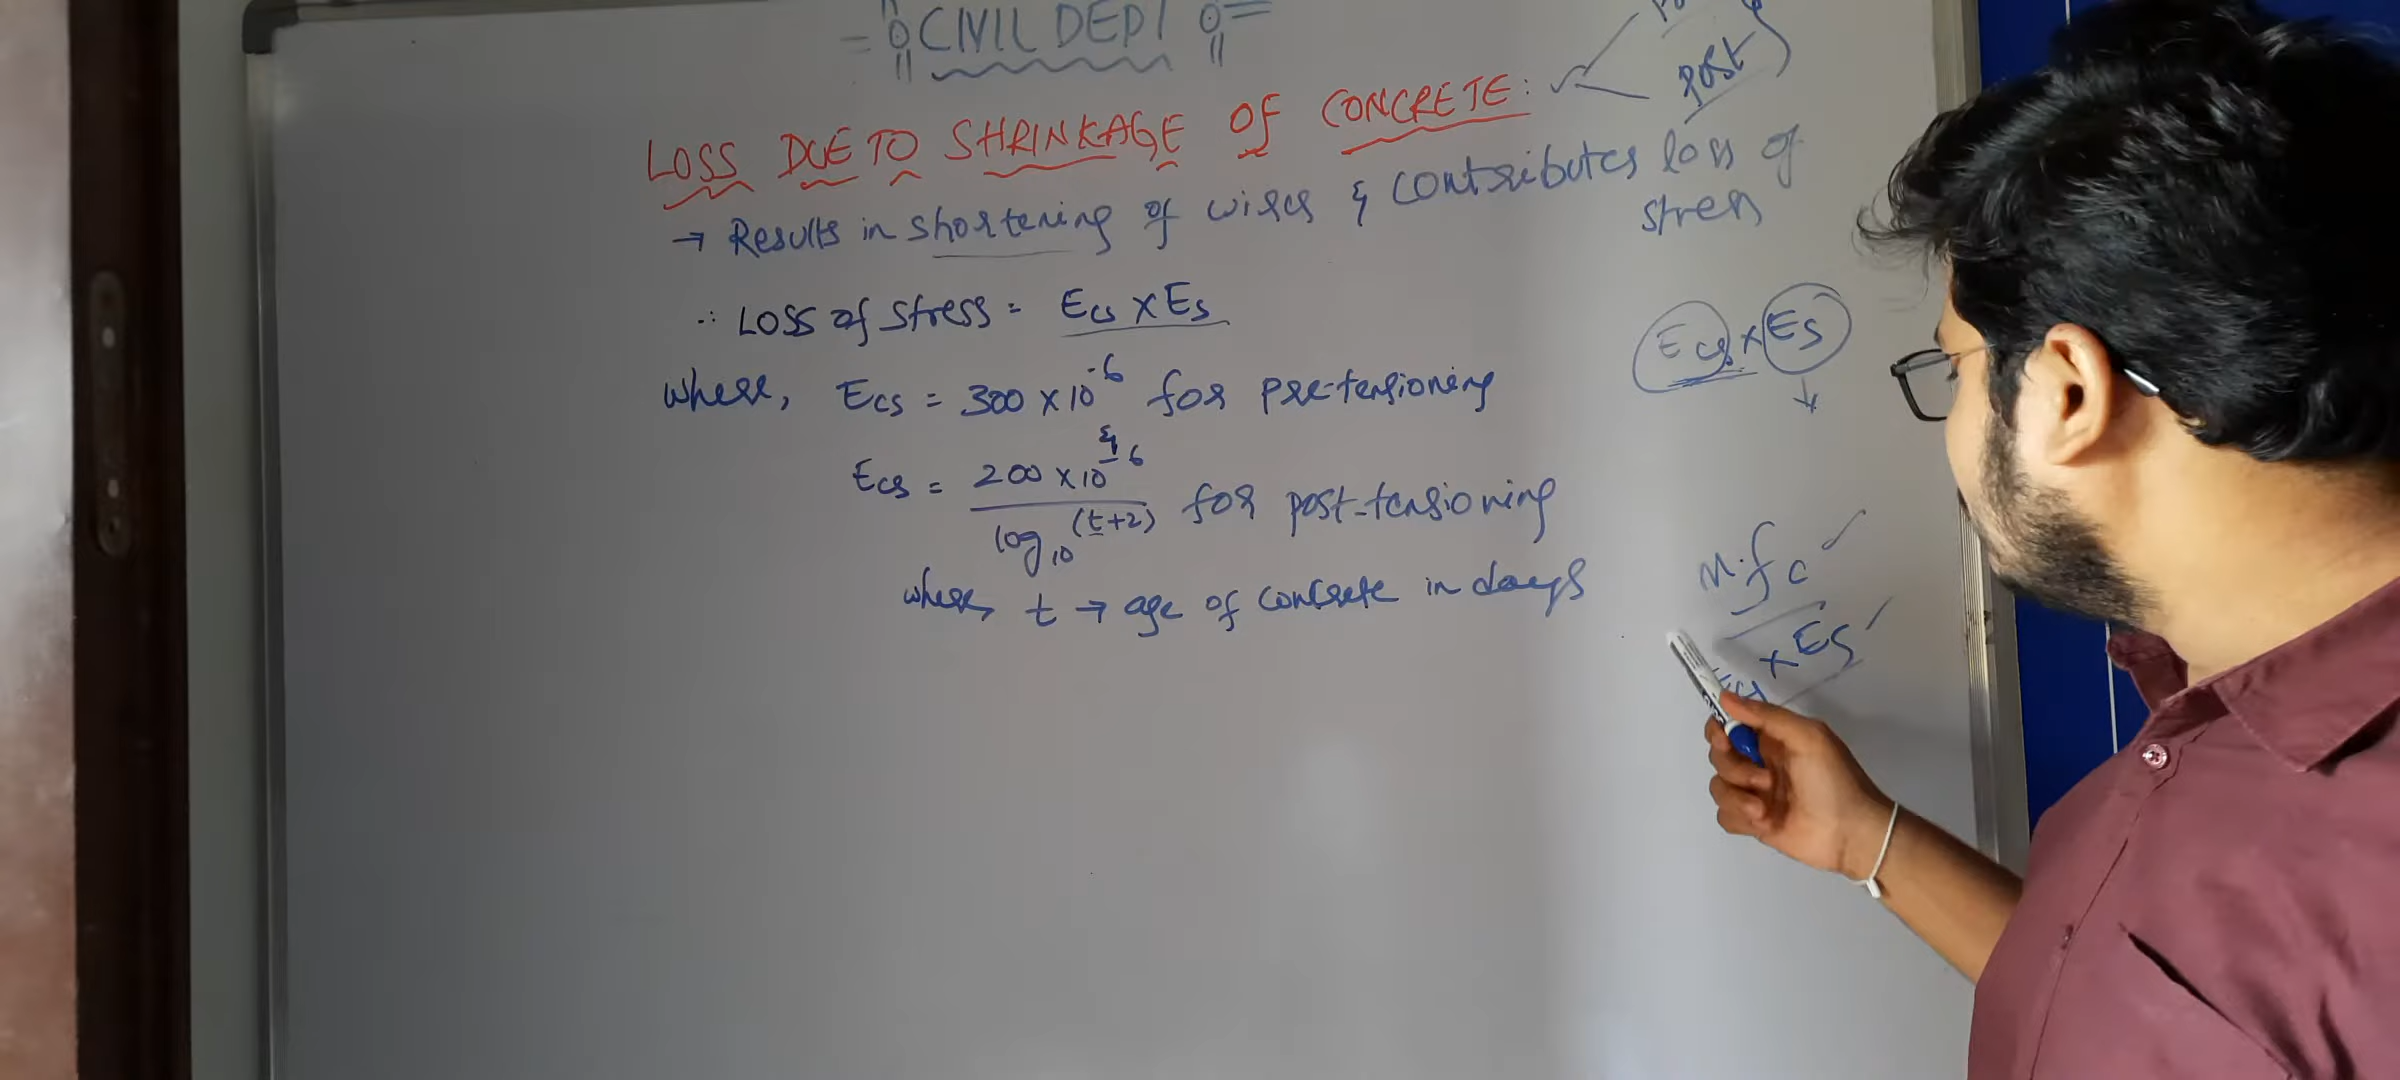 CIVIL DEPT
Post
LOSS DUE TO SHRINKAGE OF CONCRETE:
→ Results in shortening of wires & contributes loss of
stress
∴ Loss of stress = Ecs × Es
Ecs × Es
where, Ecs = 300 × 10^-6 for pre-tensioning
&
Ecs = 200 × 10^-6 / log10 (t+2) for post-tensioning
where, t → age of concrete in days
m.fc
Ecs × Es